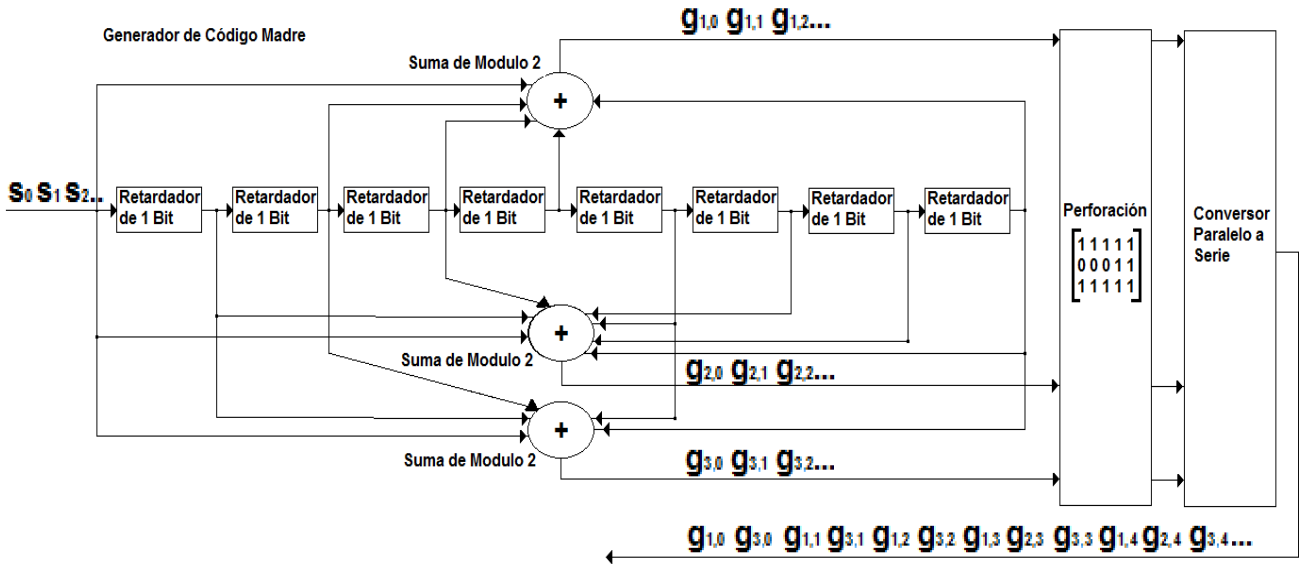 g1,0 g1,1 g1,2...
Generador de Código Madre
Suma de Modulo 2
+
S0 S1 S2..
Retardador de 1 Bit
Retardador de 1 Bit
Retardador de 1 Bit
Retardador de 1 Bit
Retardador de 1 Bit
Retardador de 1 Bit
Retardador de 1 Bit
Retardador de 1 Bit
Perforación
1 1 1 1 1
0 0 0 1 1
1 1 1 1 1
Conversor
Paralelo a
Serie
+
Suma de Modulo 2
g2,0 g2,1 g2,2...
+
Suma de Modulo 2
g3,0 g3,1 g3,2...
g1,0 g3,0 g1,1 g3,1 g1,2 g3,2 g1,3 g2,3 g3,3 g1,4 g2,4 g3,4...